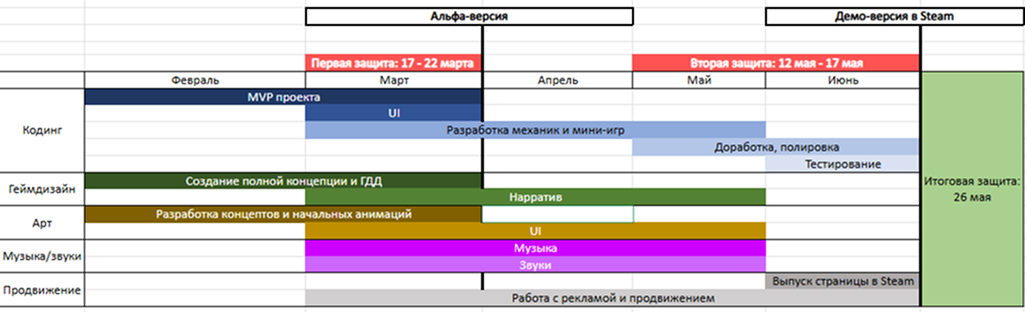 Альфа-версия
Демо-версия в Steam
Первая защита: 17 - 22 марта
Вторая защита: 12 мая - 17 мая
Февраль
Март
Апрель
Май
Июнь
Кодинг
MVP проекта
UI
Разработка механик и мини-игр
Доработка, полировка
Тестирование
Геймдизайн
Создание полной концепции и ГДД
Нарратив
Арт
Разработка концептов и начальных анимаций
UI
Музыка/звуки
Музыка
Звуки
Продвижение
Выпуск страницы в Steam
Работа с рекламой и продвижением
Итоговая защита:
26 мая